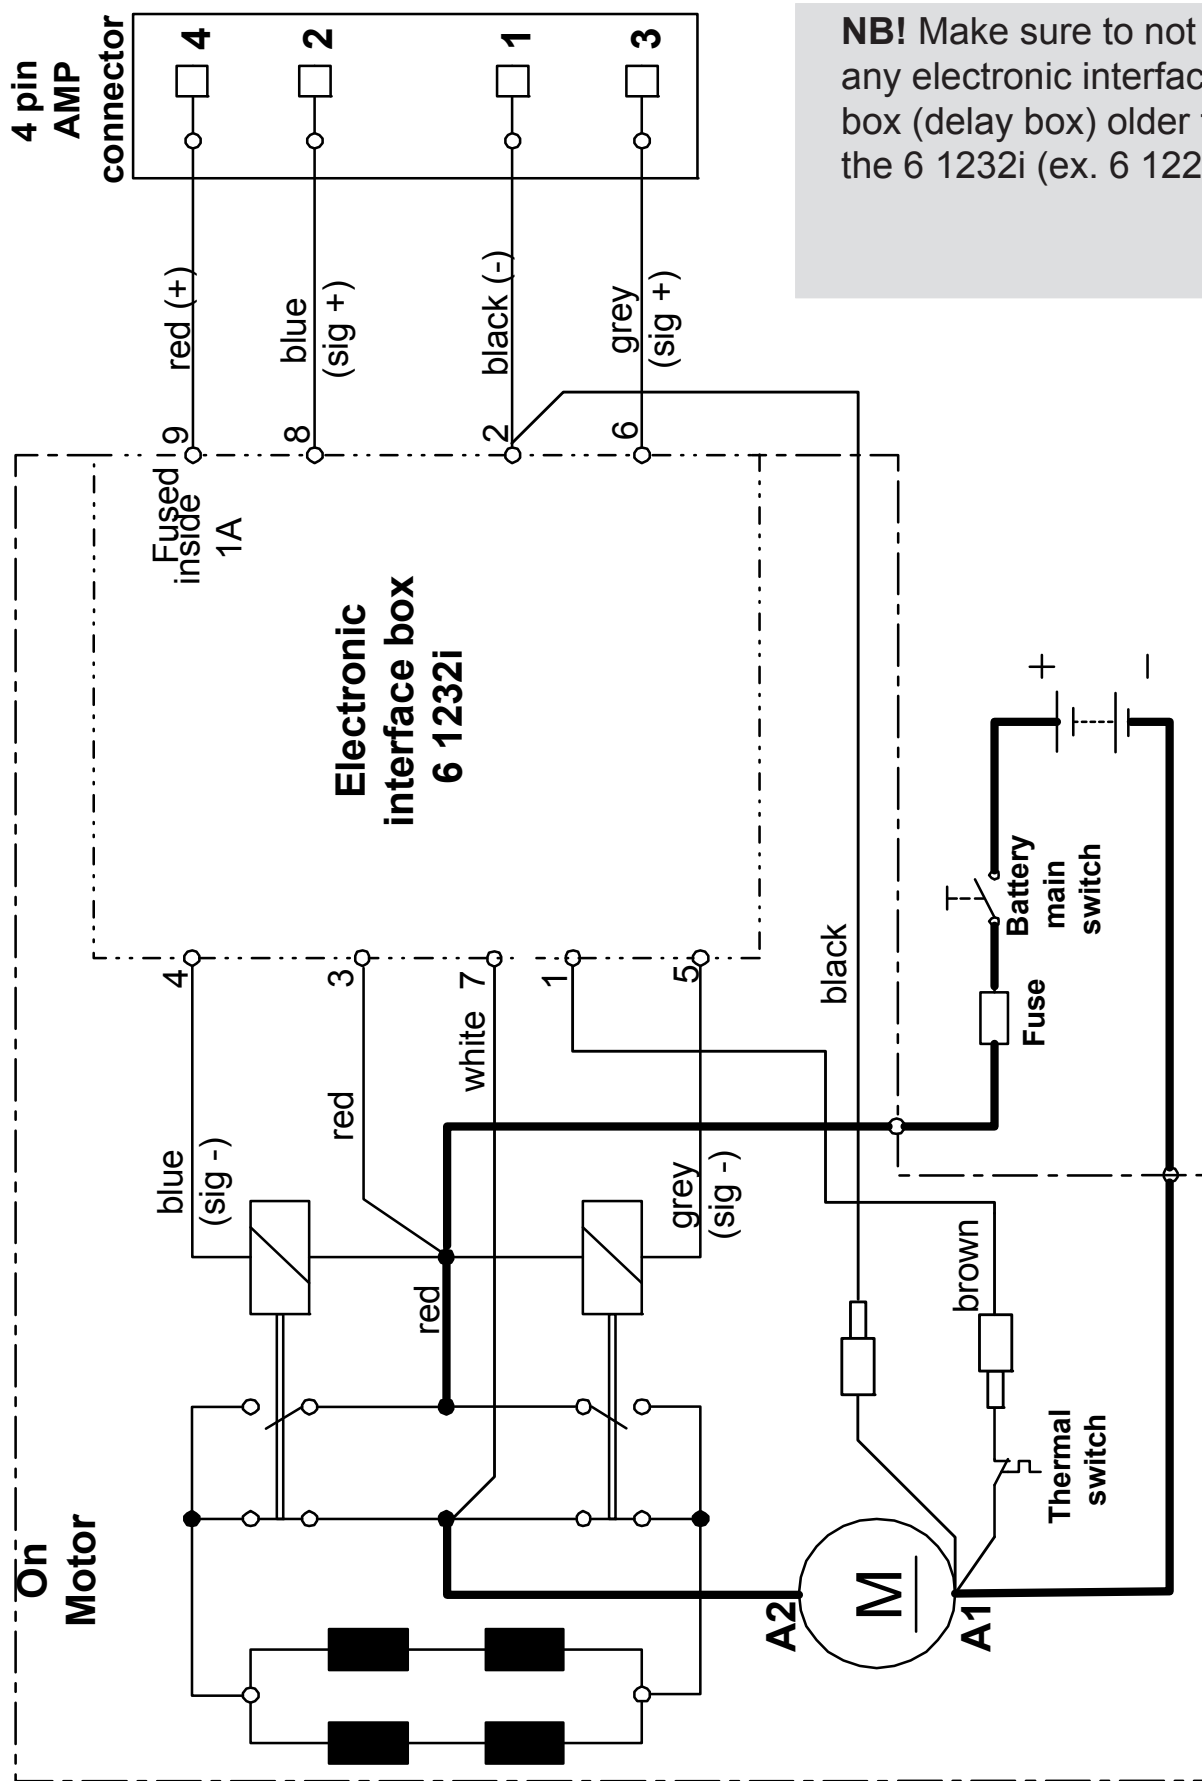 4 pin
AMP
connector
4
2
1
3
NB! Make sure to not
any electronic interfac
box (delay box) older
the 6 1232i (ex. 6 122
red (+)
blue
(sig +)
black (-)
grey
(sig +)
9
8
2
6
Fused
inside
1A
Electronic
interface box
6 1232i
+
-
Battery
main
switch
Fuse
4
3
7
1
5
black
blue
(sig -)
red
white
grey
(sig -)
red
brown
Thermal
switch
On
Motor
A2
M
A1